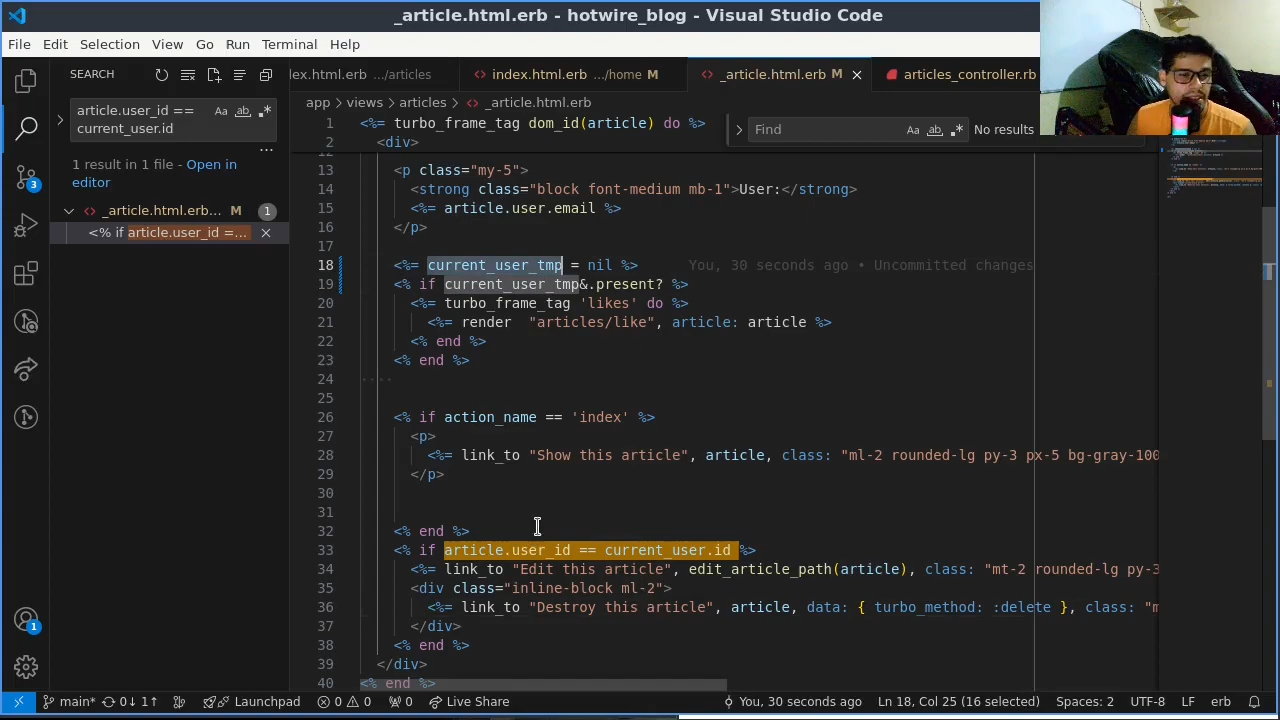 _article.html.erb - hotwire_blog - Visual Studio Code
File Edit Selection View Go Run Terminal Help
SEARCH
article.user_id ==
current_user.id
Aa ab
1 result in 1 file - Open in
editor
_article.html.erb... M 1
<% if article.user_id =...
dex.html.erb .../articles
index.html.erb .../home M
_article.html.erb M
articles_controller.rb
app > views > articles > _article.html.erb
Find Aa ab No results
1 <%= turbo_frame_tag dom_id(article) do %>
2 <div>
13 <p class="my-5">
14 <strong class="block font-medium mb-1">User:</strong>
15 <%= article.user.email %>
16 </p>
17
18 <%= current_user_tmp = nil %> You, 30 seconds ago • Uncommitted changes
19 <% if current_user_tmp&.present? %>
20 <%= turbo_frame_tag 'likes' do %>
21 <%= render "articles/like", article: article %>
22 <% end %>
23 <% end %>
24
25
26 <% if action_name == 'index' %>
27 <p>
28 <%= link_to "Show this article", article, class: "ml-2 rounded-lg py-3 px-5 bg-gray-100
29 </p>
30
31
32 <% end %>
33 <% if article.user_id == current_user.id %>
34 <%= link_to "Edit this article", edit_article_path(article), class: "mt-2 rounded-lg py-3
35 <div class="inline-block ml-2">
36 <%= link_to "Destroy this article", article, data: { turbo_method: :delete }, class: "m
37 </div>
38 <% end %>
39 </div>
40 <% end %>
3
1
main* 0↓ 1↑ Launchpad 0 0 0 Live Share You, 30 seconds ago Ln 18, Col 25 (16 selected) Spaces: 2 UTF-8 LF erb